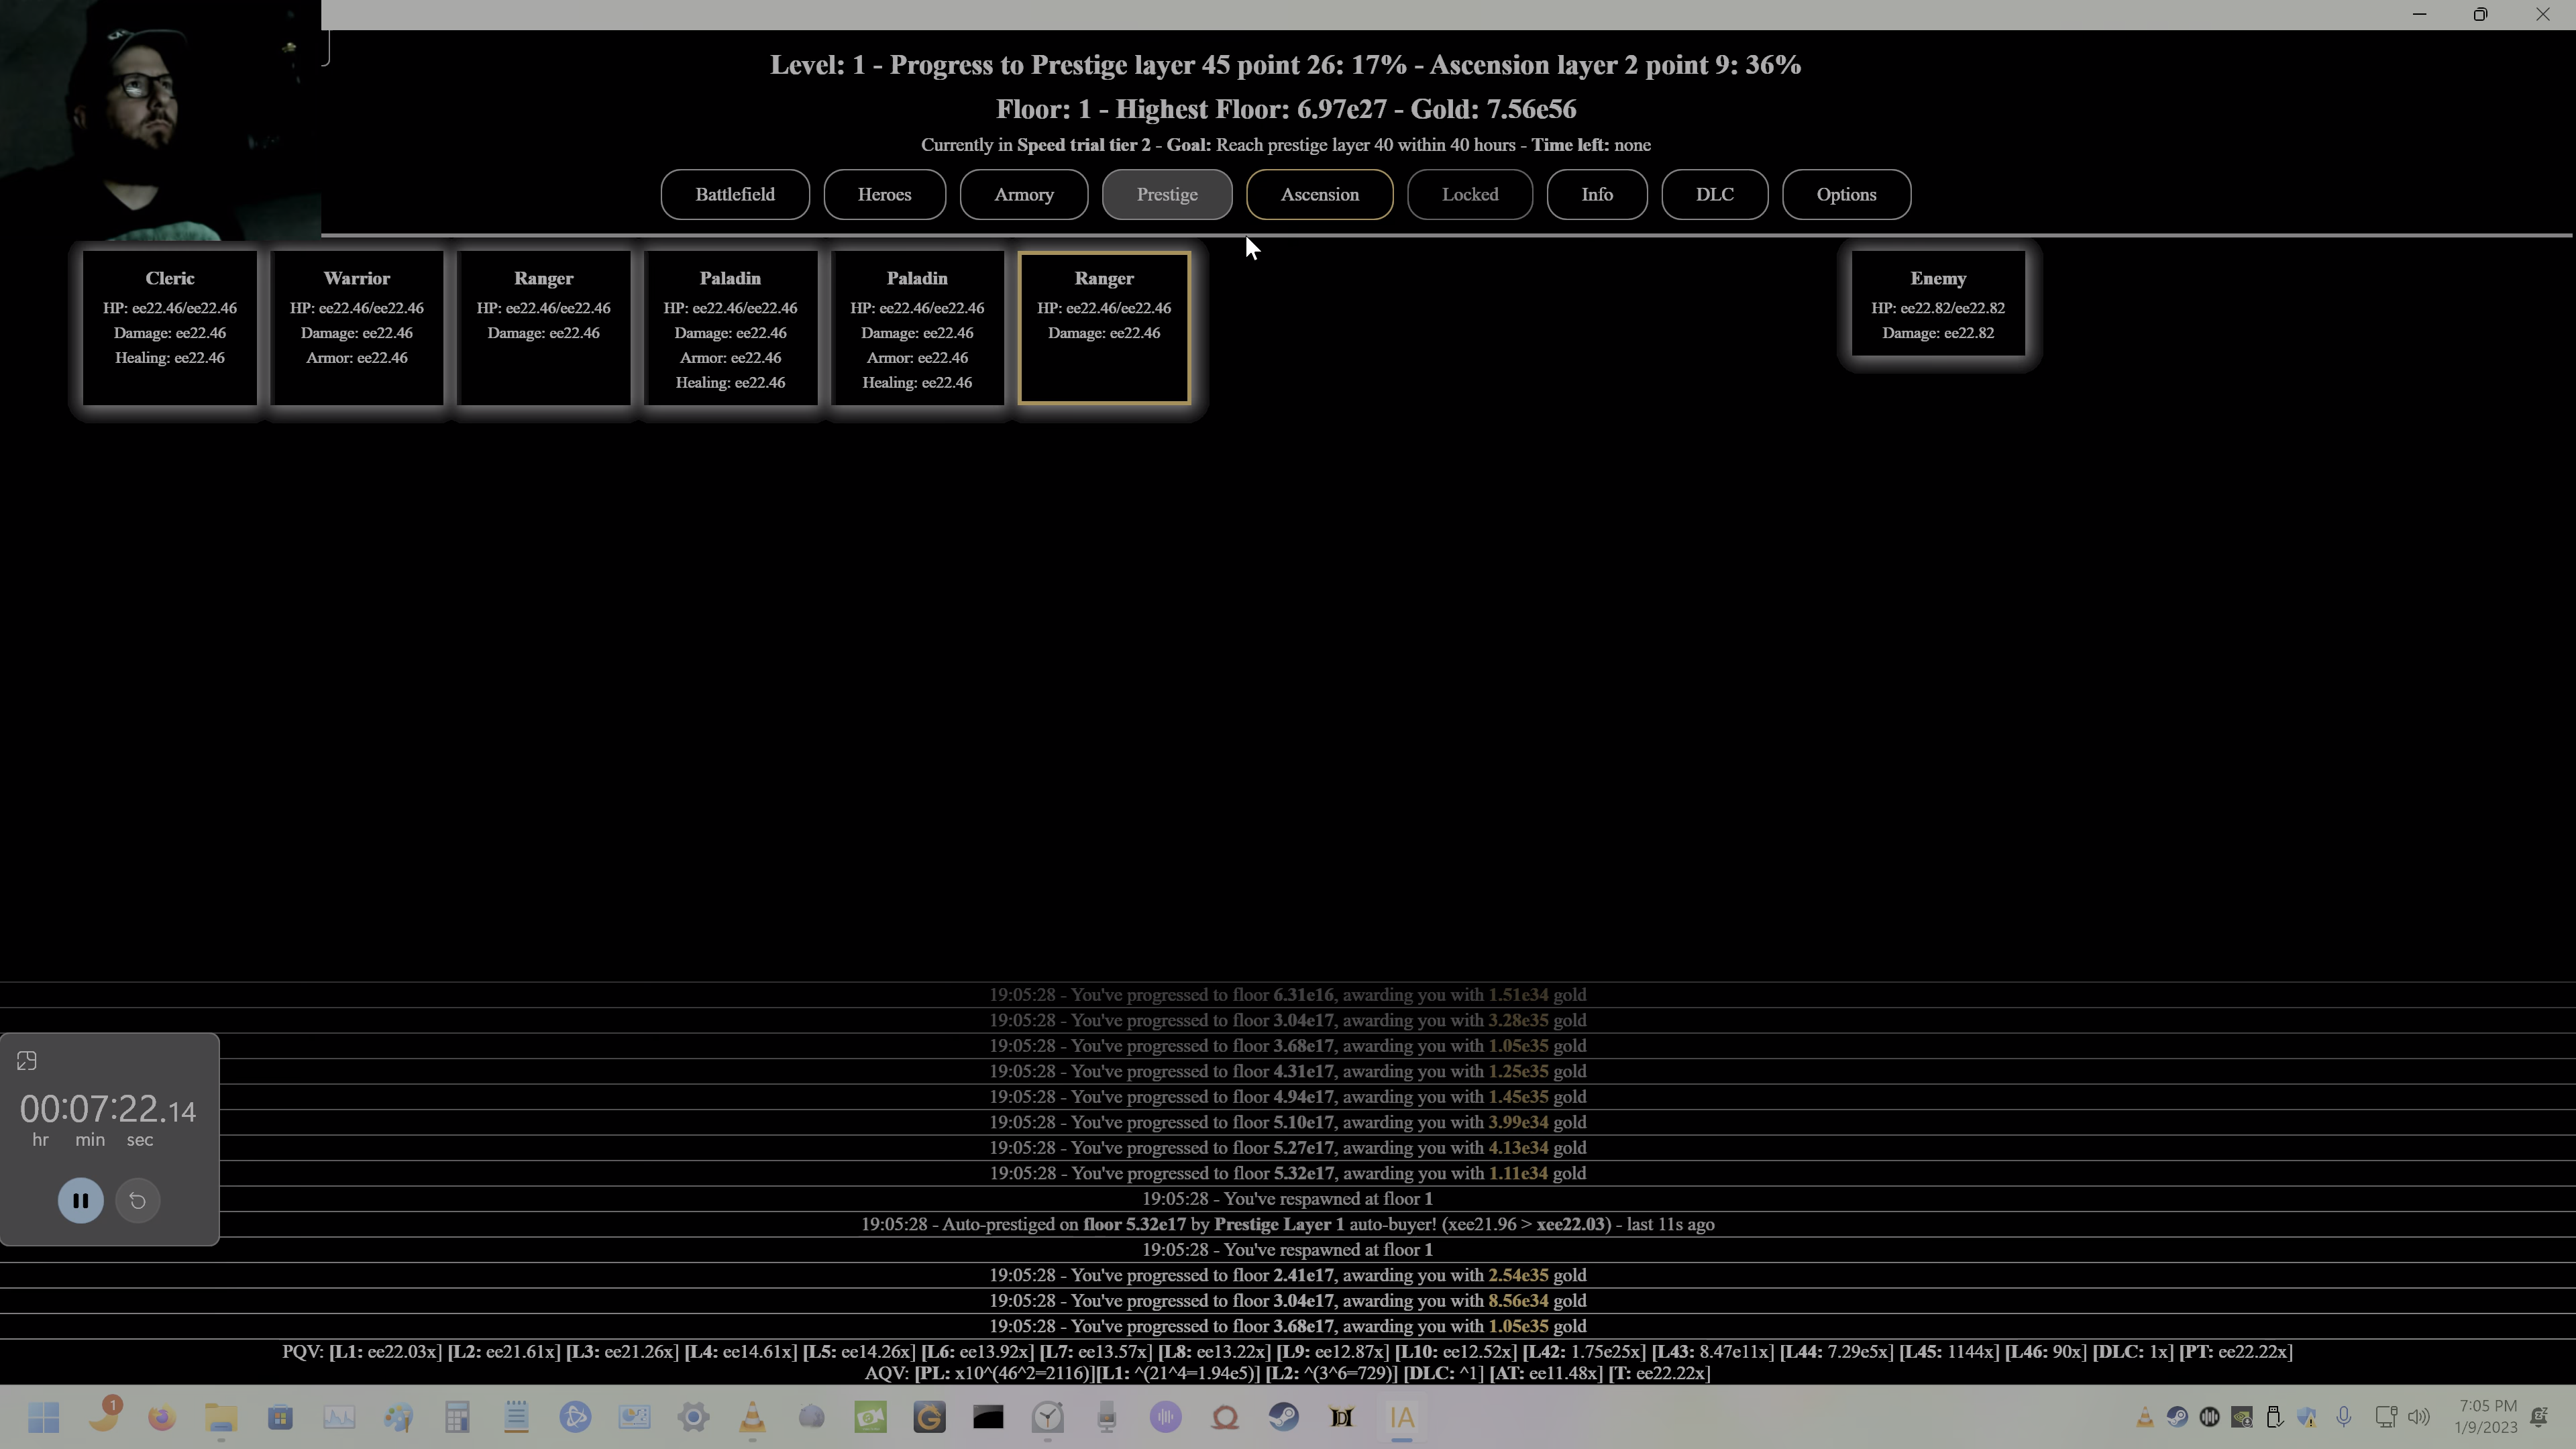 Level: 1 - Progress to Prestige layer 45 point 26: 17% - Ascension layer 2 point 9: 36%
Floor: 1 - Highest Floor: 6.97e27 - Gold: 7.56e56
Currently in Speed trial tier 2 - Goal: Reach prestige layer 40 within 40 hours - Time left: none
Battlefield Heroes Armory Prestige Ascension Locked Info DLC Options
Cleric
HP: ee22.46/ee22.46
Damage: ee22.46
Healing: ee22.46
Warrior
HP: ee22.46/ee22.46
Damage: ee22.46
Armor: ee22.46
Ranger
HP: ee22.46/ee22.46
Damage: ee22.46
Paladin
HP: ee22.46/ee22.46
Damage: ee22.46
Armor: ee22.46
Healing: ee22.46
Paladin
HP: ee22.46/ee22.46
Damage: ee22.46
Armor: ee22.46
Healing: ee22.46
Ranger
HP: ee22.46/ee22.46
Damage: ee22.46
Enemy
HP: ee22.82/ee22.82
Damage: ee22.82
19:05:28 - You've progressed to floor 6.31e16, awarding you with 1.51e34 gold
19:05:28 - You've progressed to floor 3.04e17, awarding you with 3.28e35 gold
19:05:28 - You've progressed to floor 3.68e17, awarding you with 1.05e35 gold
19:05:28 - You've progressed to floor 4.31e17, awarding you with 1.25e35 gold
19:05:28 - You've progressed to floor 4.94e17, awarding you with 1.45e35 gold
19:05:28 - You've progressed to floor 5.10e17, awarding you with 3.99e34 gold
19:05:28 - You've progressed to floor 5.27e17, awarding you with 4.13e34 gold
19:05:28 - You've progressed to floor 5.32e17, awarding you with 1.11e34 gold
19:05:28 - You've respawned at floor 1
19:05:28 - Auto-prestiged on floor 5.32e17 by Prestige Layer 1 auto-buyer! (xee21.96 > xee22.03) - last 11s ago
19:05:28 - You've respawned at floor 1
19:05:28 - You've progressed to floor 2.41e17, awarding you with 2.54e35 gold
19:05:28 - You've progressed to floor 3.04e17, awarding you with 8.56e34 gold
19:05:28 - You've progressed to floor 3.68e17, awarding you with 1.05e35 gold
00:07:22.14
hr min sec
PQV: [L1: ee22.03x] [L2: ee21.61x] [L3: ee21.26x] [L4: ee14.61x] [L5: ee14.26x] [L6: ee13.92x] [L7: ee13.57x] [L8: ee13.22x] [L9: ee12.87x] [L10: ee12.52x] [L42: 1.75e25x] [L43: 8.47e11x] [L44: 7.29e5x] [L45: 1144x] [L46: 90x] [DLC: 1x] [PT: ee22.22x]
AQV: [PL: x10^(46^2=2116)][L1: ^(21^4=1.94e5)] [L2: ^(3^6=729)] [DLC: ^1] [AT: ee11.48x] [T: ee22.22x]
1
IA
7:05 PM
1/9/2023